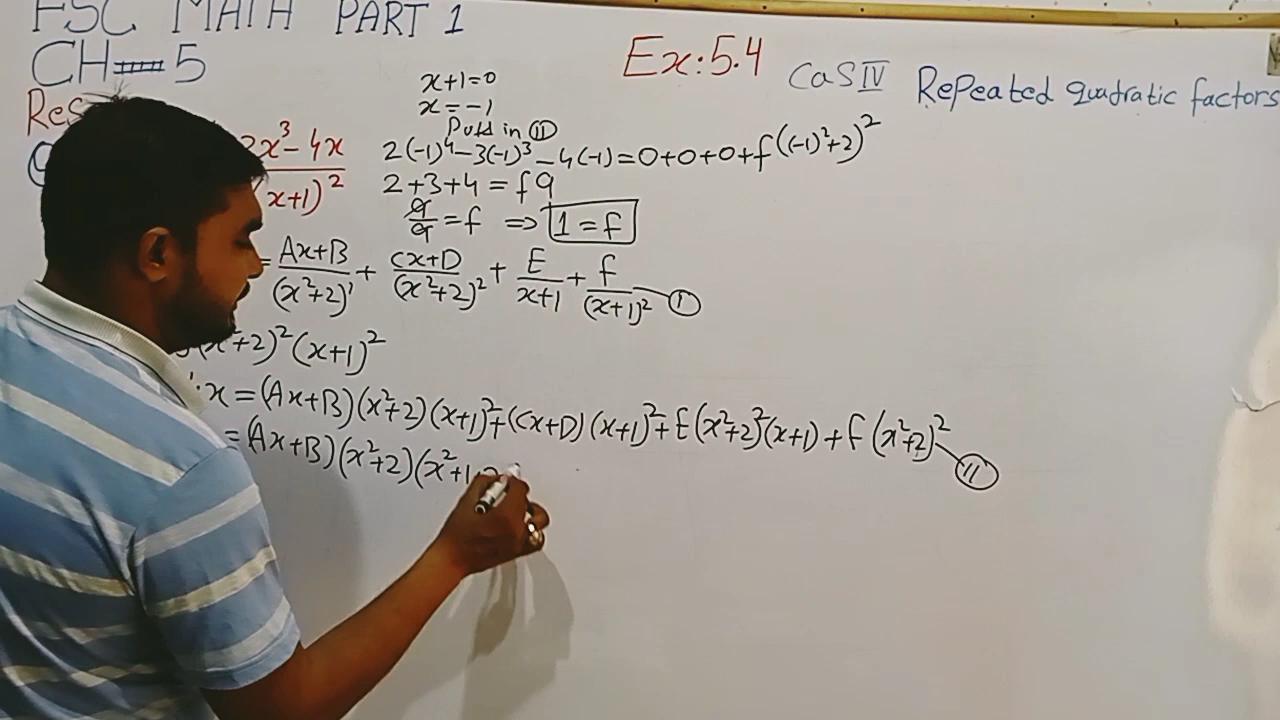 FSC MATH PART 1
CH 5
Ex:5.4 CaS IV Repeated quadratic factors
Res
x+1=0
x=-1
Putt in (II)
2x³-4x
x+1)²
2(-1)⁴-3(-1)³-4(-1)=0+0+0+f((-1)²+2)²
2+3+4=f9
9/9=f ⇒ 1=f
= Ax+B/(x²+2)¹ + Cx+D/(x²+2)² + E/x+1 + f/(x+1)² (I)
(x²+2)²(x+1)²
x=(Ax+B)(x²+2)(x+1)²+(Cx+D)(x+1)²+E(x²+2)²(x+1)+f(x²+2)² (II)
=(Ax+B)(x²+2)(x²+1